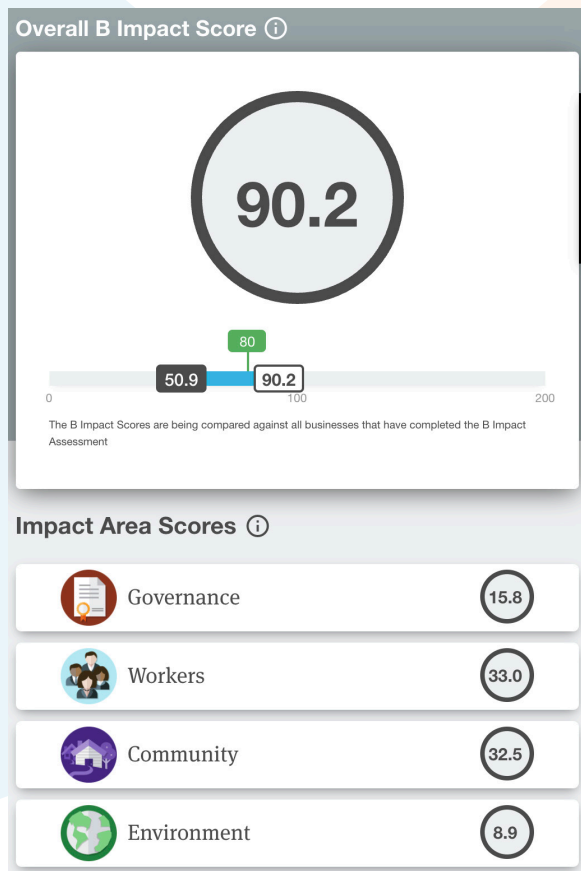 Overall B Impact Score
90.2
80
50.9 90.2
0 100 200
The B Impact Scores are being compared against all businesses that have completed the B Impact
Assessment
Impact Area Scores
Governance 15.8
Workers 33.0
Community 32.5
Environment 8.9